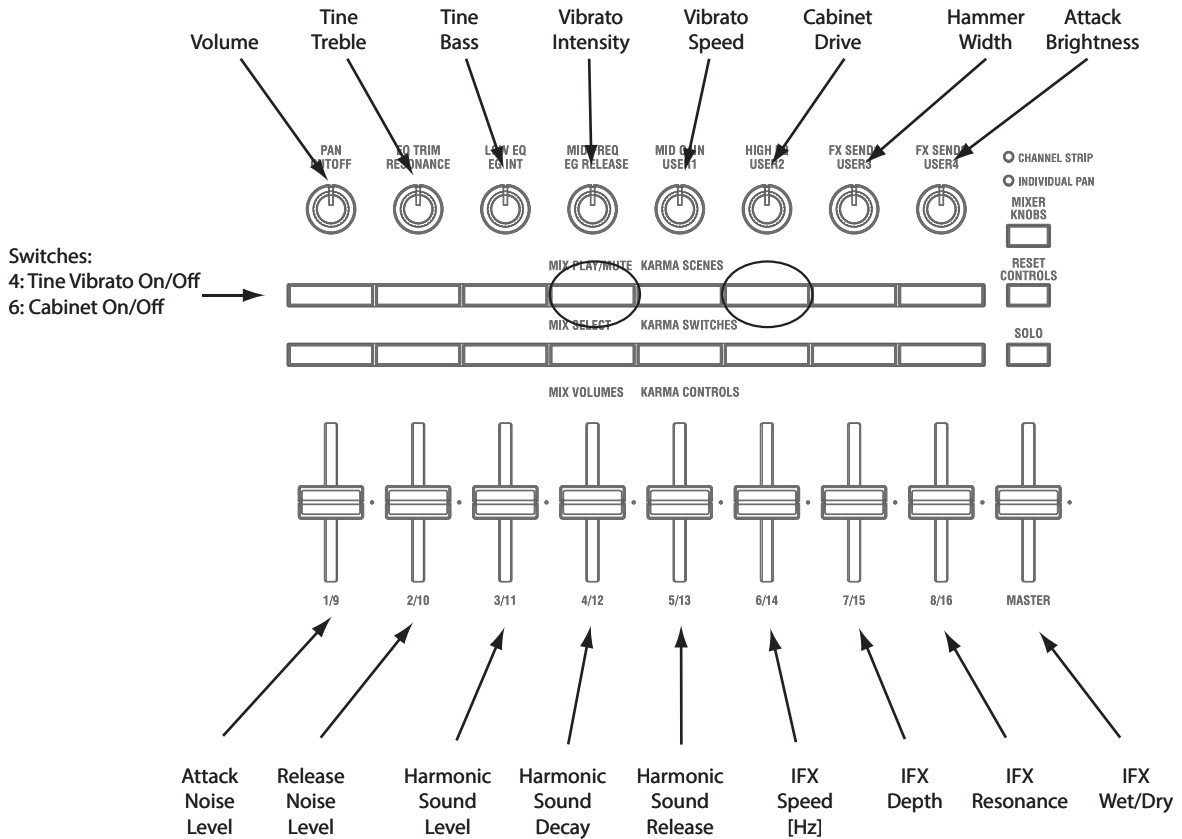 Volume
Tine
Treble
Tine
Bass
Vibrato
Intensity
Vibrato
Speed
Cabinet
Drive
Hammer
Width
Attack
Brightness
PAN
CUTOFF
EQ TRIM
RESONANCE
LOW EQ
EG INT
MID FREQ
EG RELEASE
MID GAIN
USER1
HIGH EQ
USER2
FX SEND
USER3
FX SEND
USER4
CHANNEL STRIP
INDIVIDUAL PAN
MIXER
KNOBS
Switches:
4: Tine Vibrato On/Off
6: Cabinet On/Off
MIX PLAY/MUTE KARMA SCENES
RESET
CONTROLS
MIX SELECT KARMA SWITCHES
SOLO
MIX VOLUMES KARMA CONTROLS
1/9
2/10
3/11
4/12
5/13
6/14
7/15
8/16
MASTER
Attack
Noise
Level
Release
Noise
Level
Harmonic
Sound
Level
Harmonic
Sound
Decay
Harmonic
Sound
Release
IFX
Speed
[Hz]
IFX
Depth
IFX
Resonance
IFX
Wet/Dry